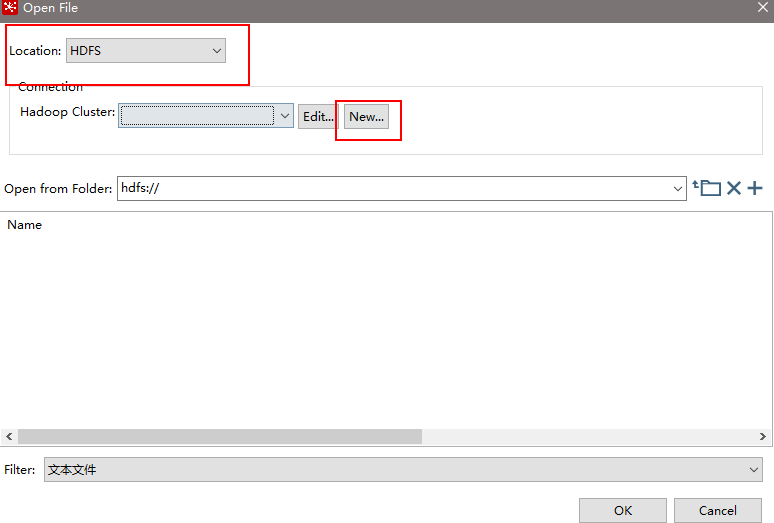 Open File
Location: HDFS
Connection
Hadoop Cluster: Edit... New...
Open from Folder: hdfs://
Name
Filter: 文本文件
OK Cancel